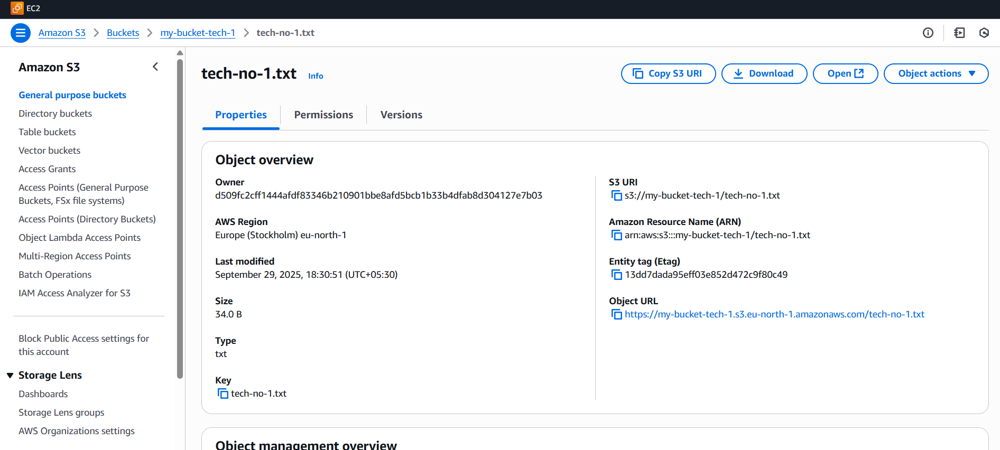 EC2
Amazon S3 > Buckets > my-bucket-tech-1 > tech-no-1.txt
Amazon S3
General purpose buckets
Directory buckets
Table buckets
Vector buckets
Access Grants
Access Points (General Purpose
Buckets, FSx file systems)
Access Points (Directory Buckets)
Object Lambda Access Points
Multi-Region Access Points
Batch Operations
IAM Access Analyzer for S3
Block Public Access settings for
this account
Storage Lens
Dashboards
Storage Lens groups
AWS Organizations settings
tech-no-1.txt Info
Copy S3 URI
Download
Open
Object actions
Properties
Permissions
Versions
Object overview
Owner
d509fc2cff1444afdf83346b210901bbe8afd5bcb1b33b4dfab8d304127e7b03
AWS Region
Europe (Stockholm) eu-north-1
Last modified
September 29, 2025, 18:30:51 (UTC+05:30)
Size
34.0 B
Type
txt
Key
tech-no-1.txt
S3 URI
s3://my-bucket-tech-1/tech-no-1.txt
Amazon Resource Name (ARN)
arn:aws:s3:::my-bucket-tech-1/tech-no-1.txt
Entity tag (Etag)
13dd7dada95eff03e852d472c9f80c49
Object URL
https://my-bucket-tech-1.s3.eu-north-1.amazonaws.com/tech-no-1.txt
Object management overview